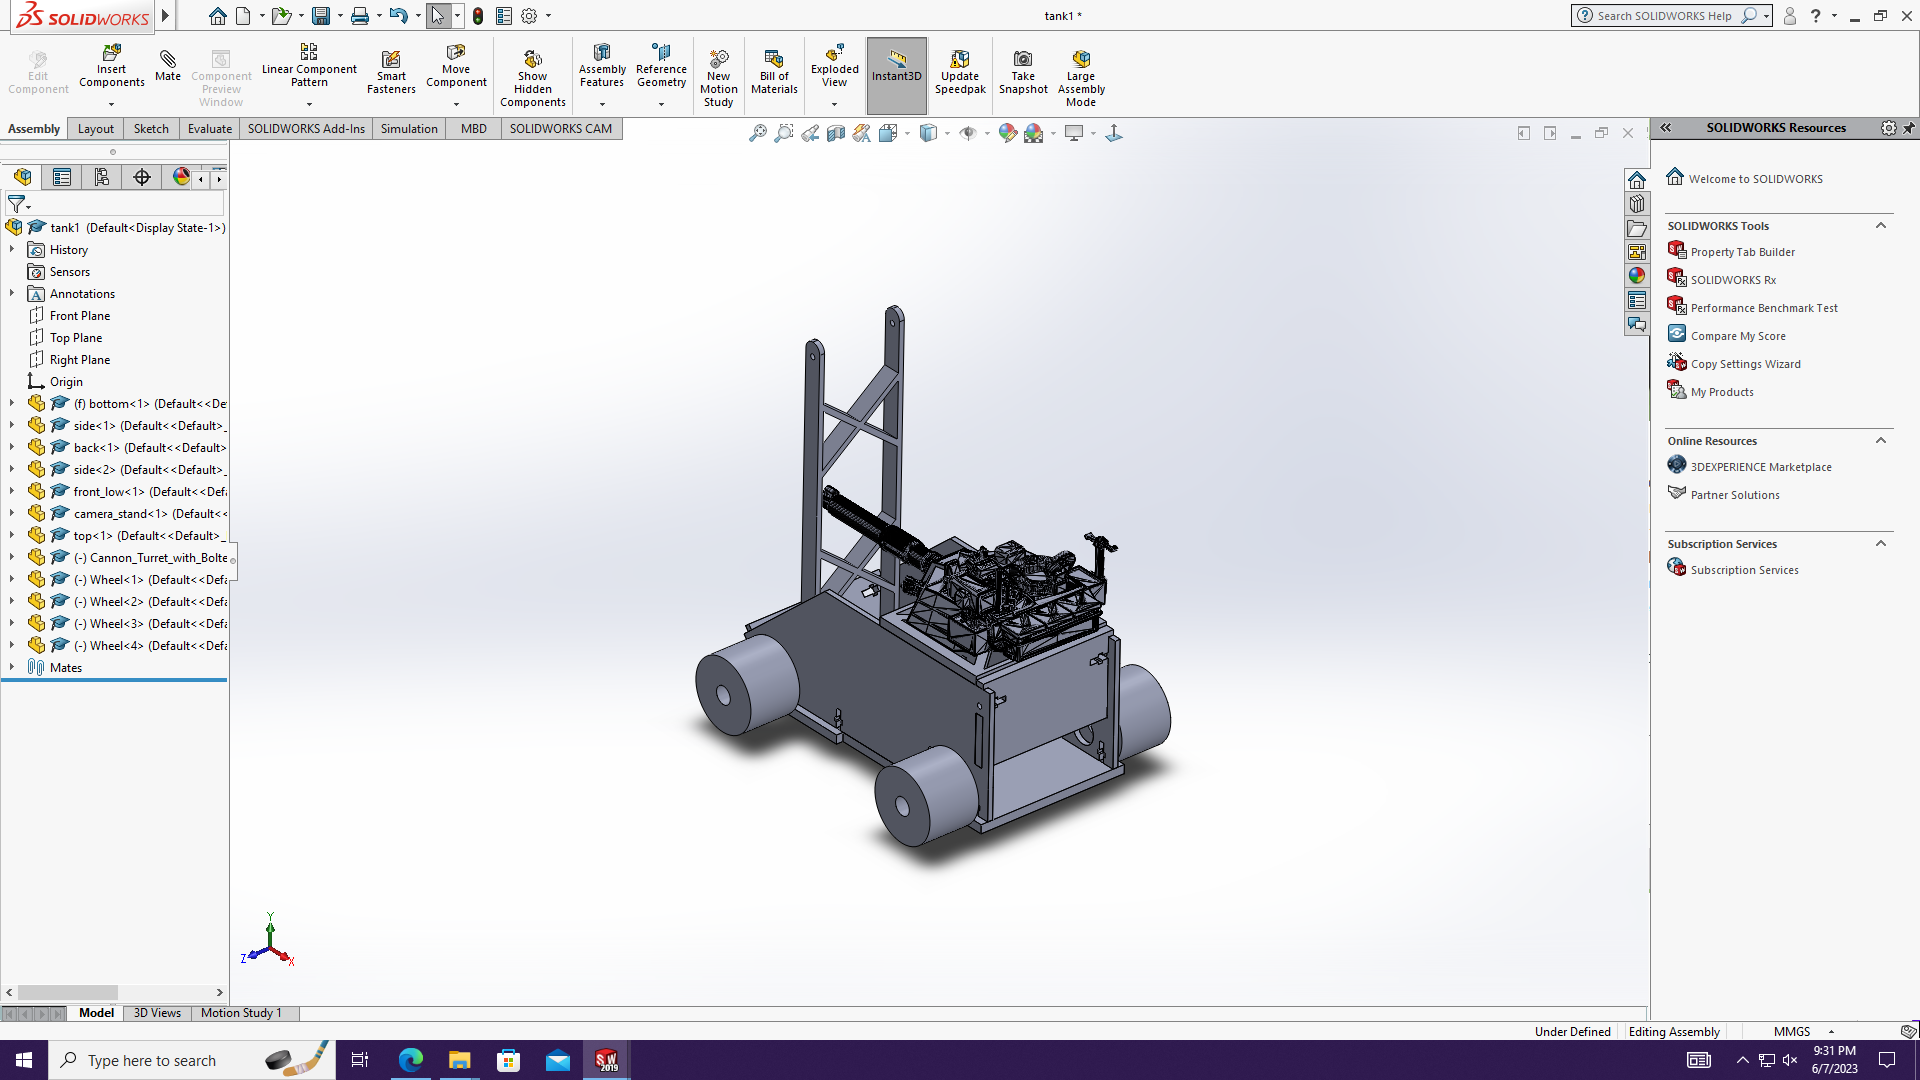 SOLIDWORKS
tank1 *
Search SOLIDWORKS Help
Edit Component
Insert Components
Mate
Component Preview Window
Linear Component Pattern
Smart Fasteners
Move Component
Show Hidden Components
Assembly Features
Reference Geometry
New Motion Study
Bill of Materials
Exploded View
Instant3D
Update Speedpak
Take Snapshot
Large Assembly Mode
Assembly
Layout
Sketch
Evaluate
SOLIDWORKS Add-Ins
Simulation
MBD
SOLIDWORKS CAM
tank1 (Default<Display State-1>)
History
Sensors
Annotations
Front Plane
Top Plane
Right Plane
Origin
(f) bottom<1> (Default<<De
side<1> (Default<<Default>_
back<1> (Default<<Default>
side<2> (Default<<Default>_
front_low<1> (Default<<Defa
camera_stand<1> (Default<<
top<1> (Default<<Default>_
(-) Cannon_Turret_with_Bolte
(-) Wheel<1> (Default<<Defa
(-) Wheel<2> (Default<<Defa
(-) Wheel<3> (Default<<Defa
(-) Wheel<4> (Default<<Defa
Mates
Y
Z
X
SOLIDWORKS Resources
Welcome to SOLIDWORKS
SOLIDWORKS Tools
Property Tab Builder
SOLIDWORKS Rx
Performance Benchmark Test
Compare My Score
Copy Settings Wizard
My Products
Online Resources
3DEXPERIENCE Marketplace
Partner Solutions
Subscription Services
Subscription Services
Model
3D Views
Motion Study 1
Under Defined
Editing Assembly
MMGS
Type here to search
SW
2019
9:31 PM
6/7/2023